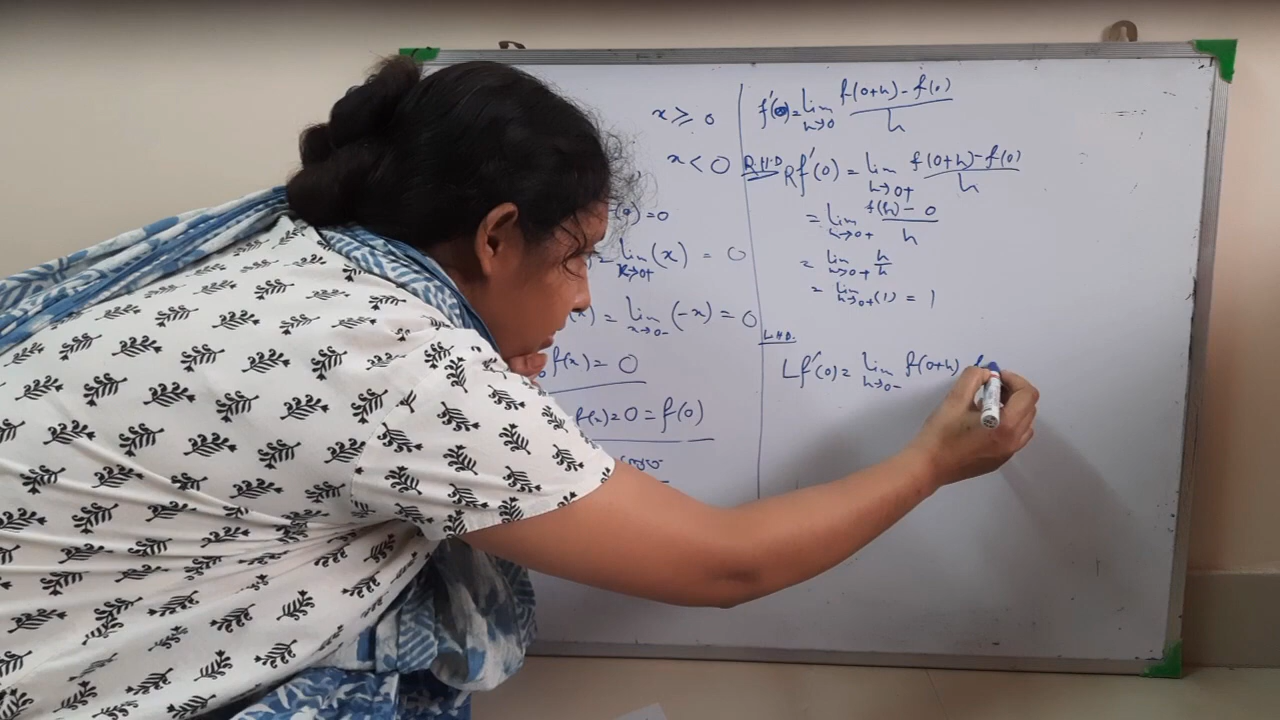 x ≥ 0
x < 0
(0) = 0
= lim x→0+ (x) = 0
(x) = lim x→0- (-x) = 0
f(x) = 0
f(x) = 0 = f(0)
f'(0) = lim h→0 f(0+h) - f(0) / h
R.H.D Rf'(0) = lim h→0+ f(0+h) - f(0) / h
= lim h→0+ f(h) - 0 / h
= lim h→0+ h / h
= lim h→0+ (1) = 1
L.H.D.
Lf'(0) = lim h→0- f(0+h)